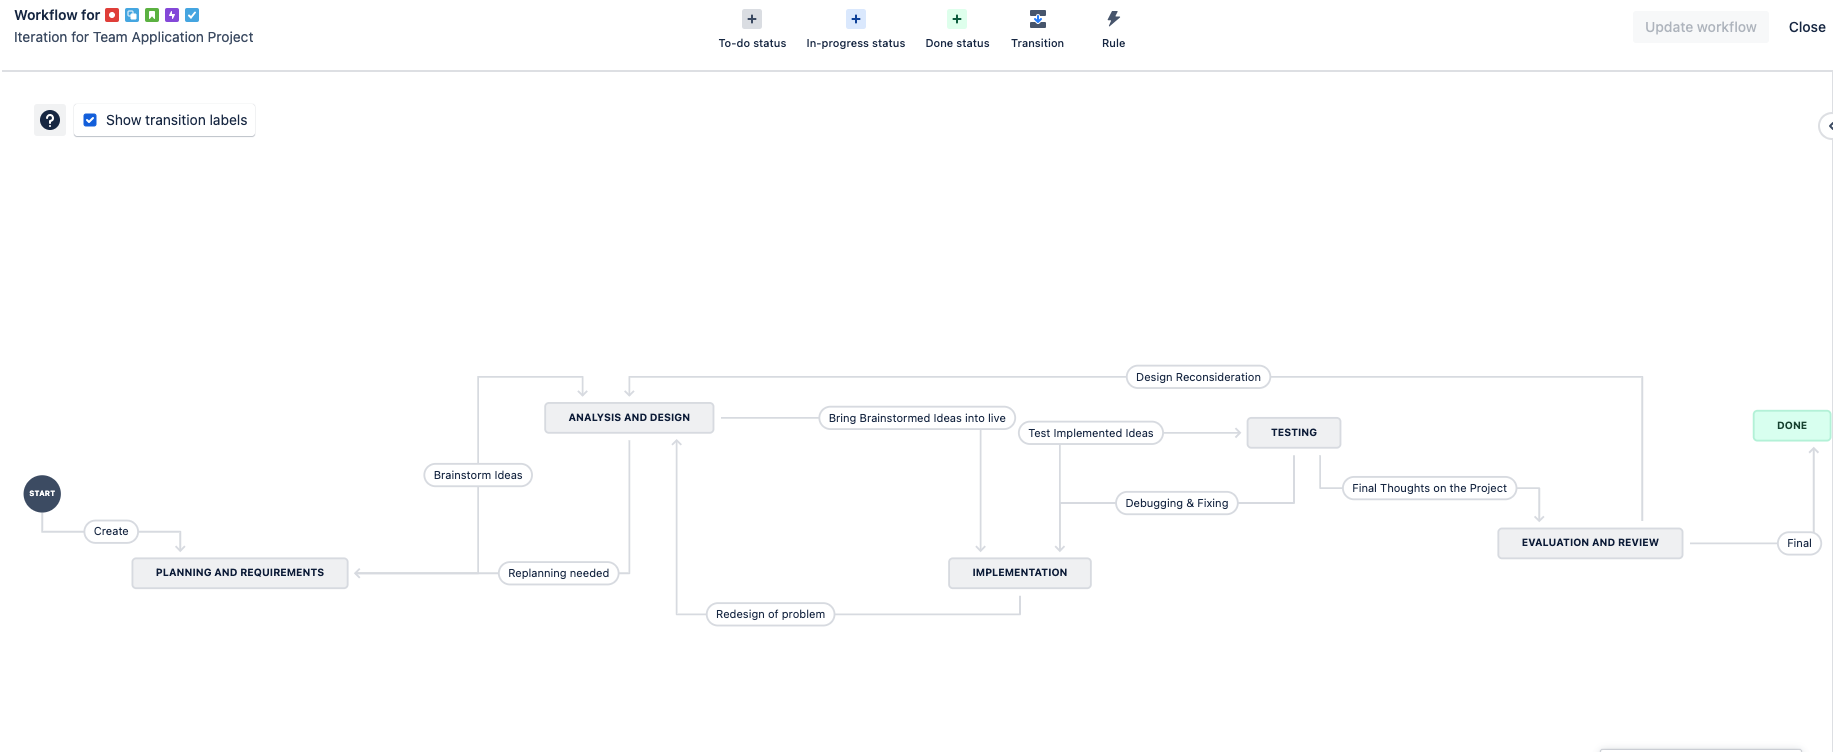 Workflow for
Iteration for Team Application Project
To-do status
In-progress status
Done status
Transition
Rule
Update workflow
Close
?
Show transition labels
Design Reconsideration
ANALYSIS AND DESIGN
Bring Brainstormed Ideas into live
Test Implemented Ideas
TESTING
DONE
Brainstorm Ideas
START
Final Thoughts on the Project
Debugging & Fixing
Create
EVALUATION AND REVIEW
Final
PLANNING AND REQUIREMENTS
Replanning needed
IMPLEMENTATION
Redesign of problem